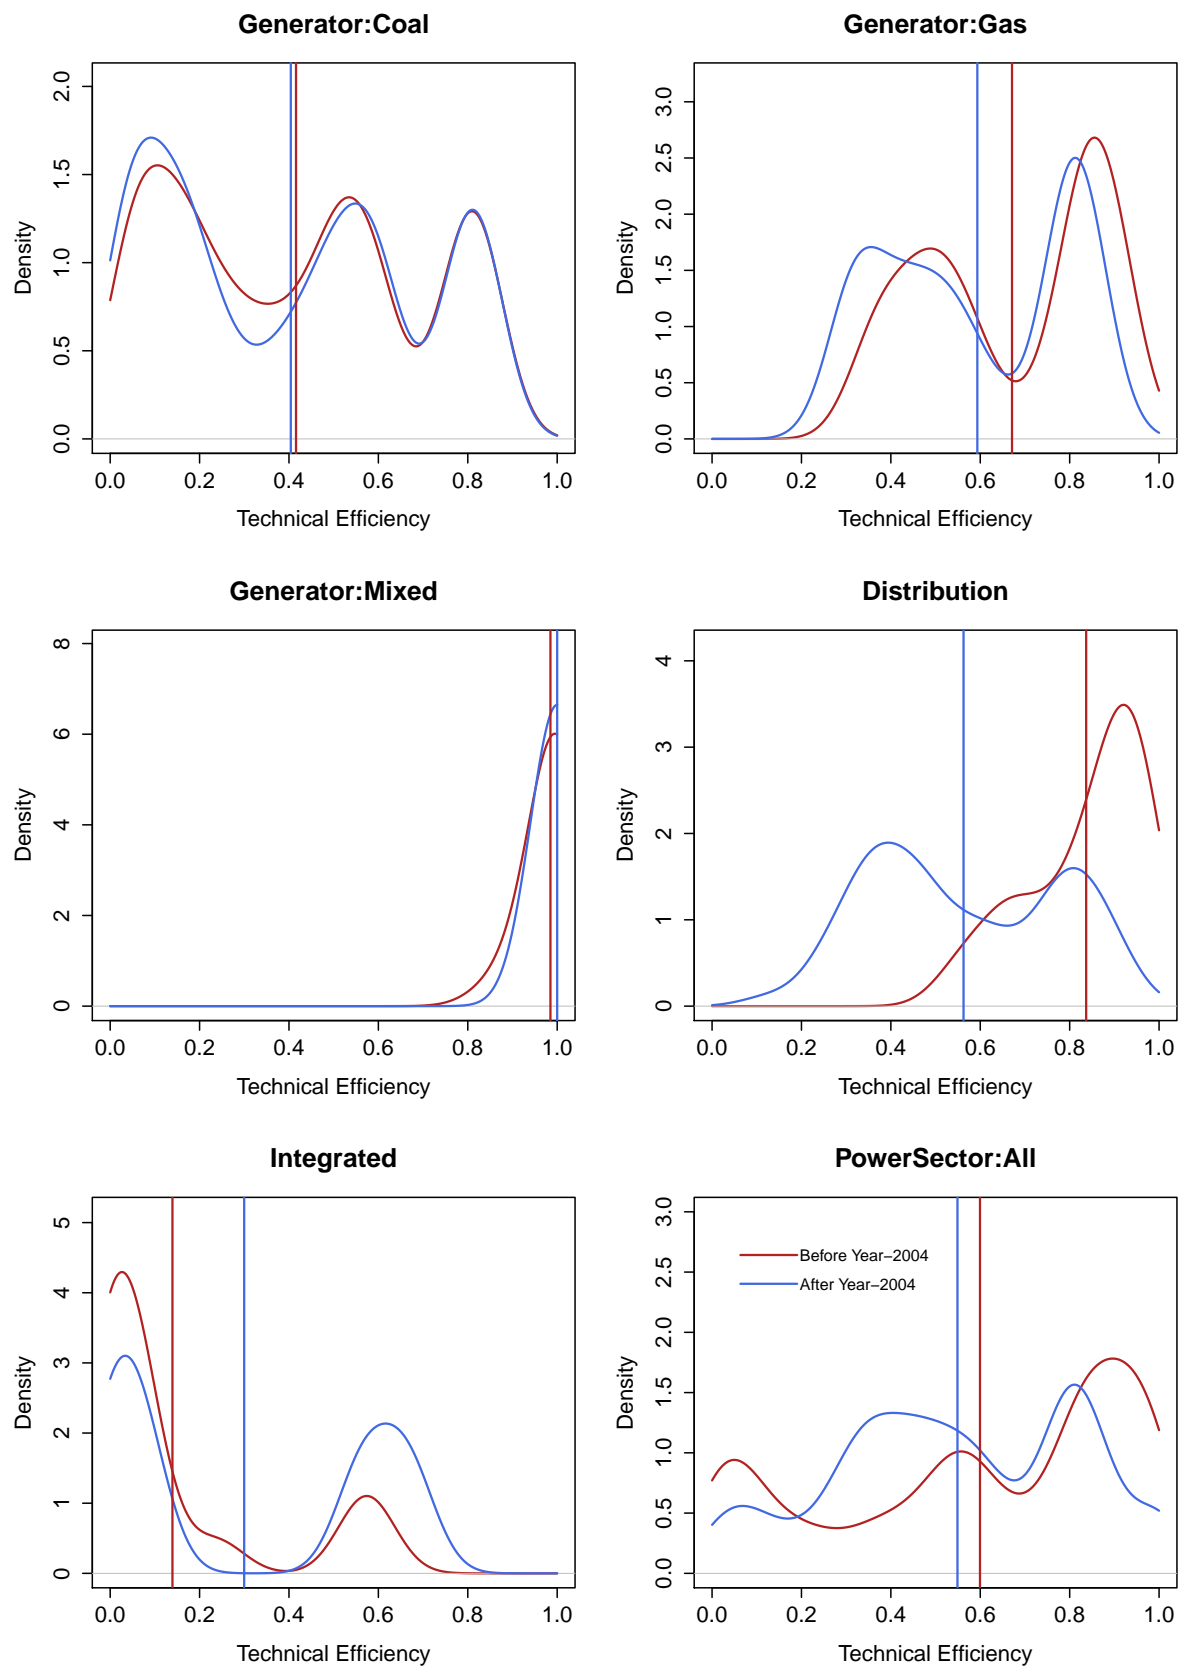 Generator:Coal
Density
2.0
1.5
1.0
0.5
0.0
0.0 0.2 0.4 0.6 0.8 1.0
Technical Efficiency
Generator:Gas
Density
3.0
2.5
2.0
1.5
1.0
0.5
0.0
0.0 0.2 0.4 0.6 0.8 1.0
Technical Efficiency
Generator:Mixed
Density
8
6
4
2
0
0.0 0.2 0.4 0.6 0.8 1.0
Technical Efficiency
Distribution
Density
4
3
2
1
0
0.0 0.2 0.4 0.6 0.8 1.0
Technical Efficiency
Integrated
Density
5
4
3
2
1
0
0.0 0.2 0.4 0.6 0.8 1.0
Technical Efficiency
PowerSector:All
Density
3.0
2.5
2.0
1.5
1.0
0.5
0.0
Before Year−2004
After Year−2004
0.0 0.2 0.4 0.6 0.8 1.0
Technical Efficiency